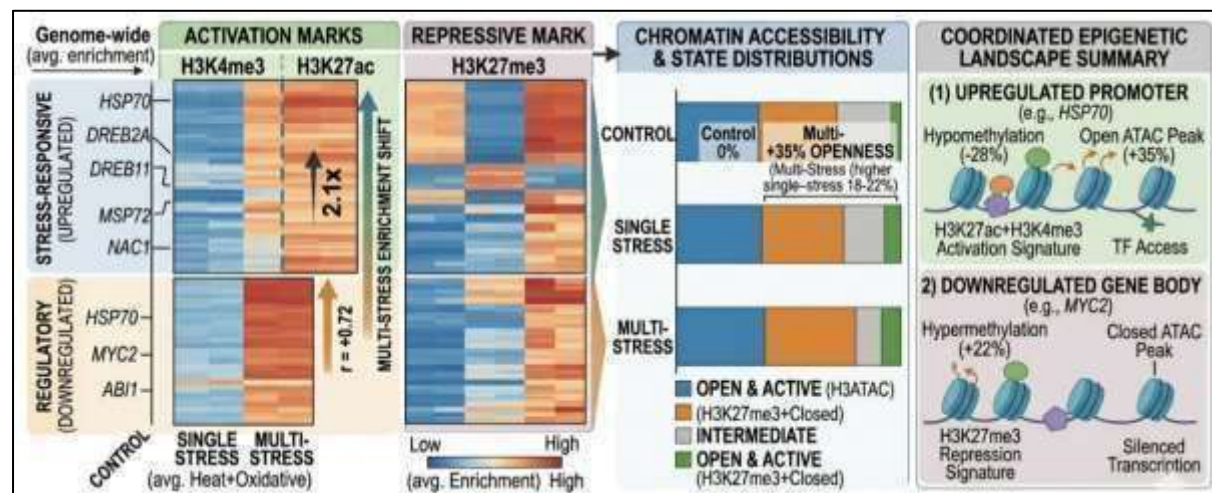 Genome-wide
(avg. enrichment)
ACTIVATION MARKS
H3K4me3
H3K27ac
REPRESSIVE MARK
H3K27me3
STRESS-RESPONSIVE
(UPREGULATED)
HSP70
DREB2A
DREB11
MSP72
NAC1
2.1x
MULTI-STRESS ENRICHMENT SHIFT
REGULATORY
(DOWNREGULATED)
HSP70
MYC2
ABI1
r = +0.72
CONTROL
SINGLE
STRESS
MULTI-
STRESS
(avg. Heat+Oxidative)
Low
High
(avg. Enrichment)
High
CHROMATIN ACCESSIBILITY
& STATE DISTRIBUTIONS
CONTROL
Control
0%
Multi-
+35% OPENNESS
(Multi-Stress (higher
single–stress 18-22%)
SINGLE
STRESS
MULTI-
STRESS
OPEN & ACTIVE (H3ATAC)
(H3K27me3+Closed)
INTERMEDIATE
OPEN & ACTIVE
(H3K27me3+Closed)
COORDINATED EPIGENETIC
LANDSCAPE SUMMARY
(1) UPREGULATED PROMOTER
(e.g., HSP70)
Hypomethylation
(-28%)
Open ATAC Peak
(+35%)
H3K27ac+H3K4me3
Activation Signature
TF Access
2) DOWNREGULATED GENE BODY
(e.g., MYC2)
Hypermethylation
(+22%)
Closed ATAC
Peak
H3K27me3
Repression
Signature
Silenced
Transcription